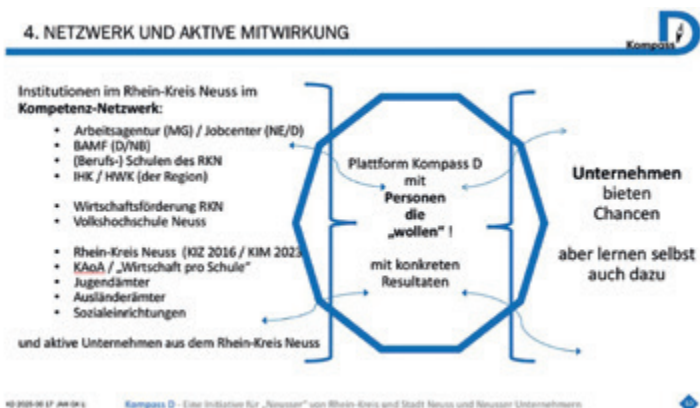 4. NETZWERK UND AKTIVE MITWIRKUNG
Kompass D
Institutionen im Rhein-Kreis Neuss im
Kompetenz-Netzwerk:
• Arbeitsagentur (MG) / Jobcenter (NE/D)
• BAMF (D/NB)
• (Berufs-) Schulen des RKN
• IHK / HWK (der Region)
• Wirtschaftsförderung RKN
• Volkshochschule Neuss
• Rhein-Kreis Neuss (KIZ 2016 / KIM 2023
• KAoA / „Wirtschaft pro Schule“
• Jugendämter
• Ausländerämter
• Sozialeinrichtungen
und aktive Unternehmen aus dem Rhein-Kreis Neuss
Plattform Kompass D
mit
Personen
die
„wollen“ !
mit konkreten
Resultaten
Unternehmen
bieten
Chancen
aber lernen selbst
auch dazu
Kompass D - Eine Initiative für „Neusser“ von Rhein-Kreis und Stadt Neuss und Neusser Unternehmern